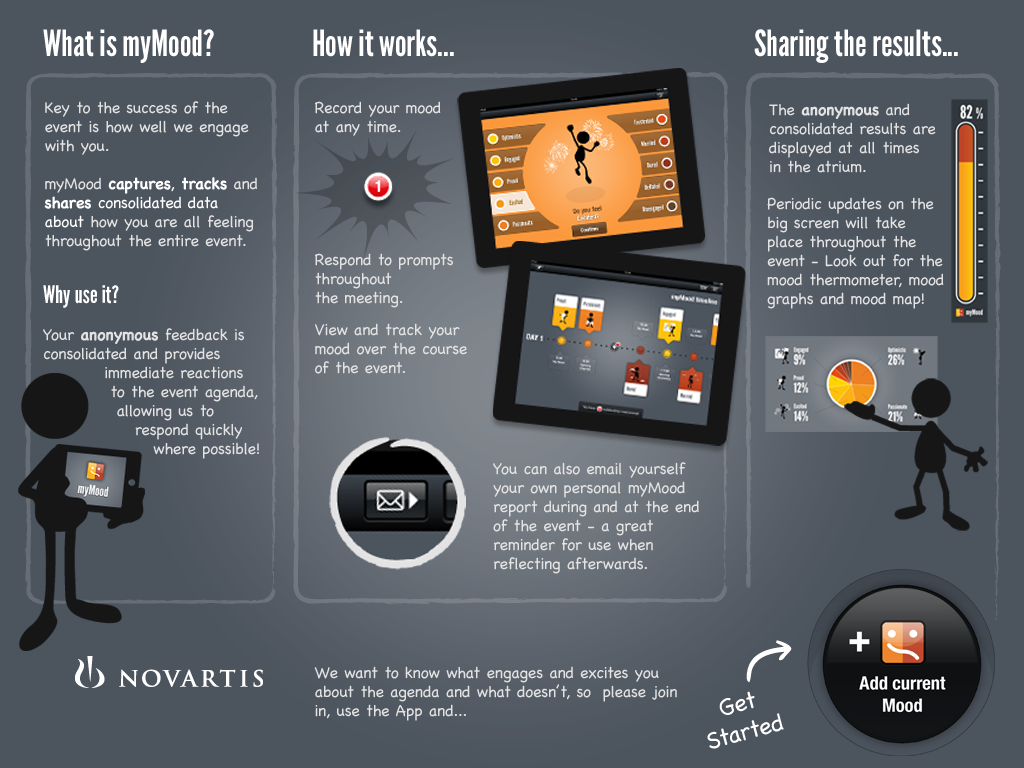 What is myMood?
Key to the success of the
event is how well we engage
with you.
myMood captures, tracks and
shares consolidated data
about how you are all feeling
throughout the entire event.
Why use it?
Your anonymous feedback is
consolidated and provides
immediate reactions
to the event agenda,
allowing us to
respond quickly
where possible!
myMood
NOVARTIS
How it works...
Record your mood
at any time.
1
Respond to prompts
throughout
the meeting.
View and track your
mood over the course
of the event.
Optimistic
Engaged
Proud
Excited
Passionate
Frustrated
Worried
Bored
Deflated
Disengaged
Do you feel
Continue
myMood timeline
DAY 1
Proud
Passionate
Engaged
Bored
Worried
You can also email yourself
your own personal myMood
report during and at the end
of the event – a great
reminder for use when
reflecting afterwards.
We want to know what engages and excites you
about the agenda and what doesn't, so please join
in, use the App and...
Sharing the results...
The anonymous and
consolidated results are
displayed at all times
in the atrium.
Periodic updates on the
big screen will take
place throughout the
event – Look out for the
mood thermometer, mood
graphs and mood map!
82 %
myMood
Engaged
9%
Proud
12%
Excited
14%
Optimistic
26%
Passionate
21%
Get
Started
+
Add current
Mood